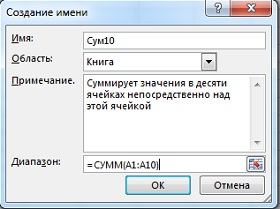 Создание имени
Имя:
Сум10
Область:
Книга
Примечание.
Суммирует значения в десяти
ячейках непосредственно над
этой ячейкой
Диапазон:
=СУММ(A1:A10)
ОК
Отмена